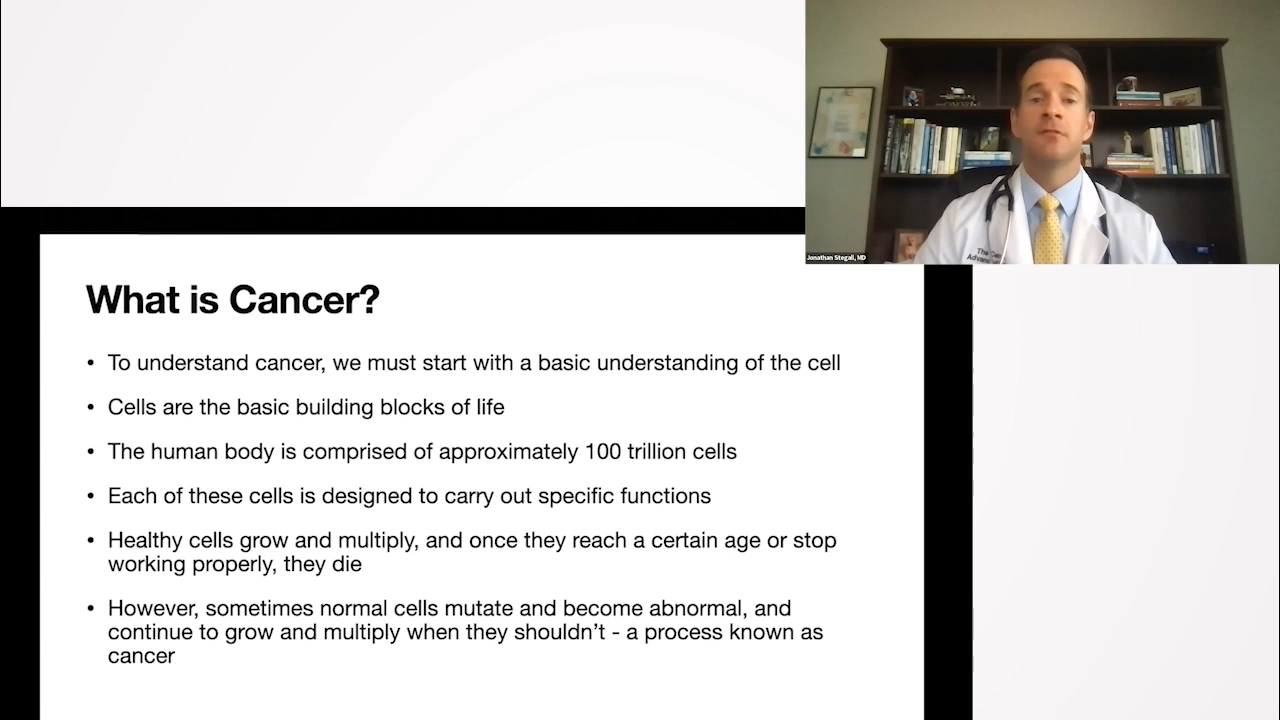 Jonathan Stegall, MD
What is Cancer?
• To understand cancer, we must start with a basic understanding of the cell
• Cells are the basic building blocks of life
• The human body is comprised of approximately 100 trillion cells
• Each of these cells is designed to carry out specific functions
• Healthy cells grow and multiply, and once they reach a certain age or stop
working properly, they die
• However, sometimes normal cells mutate and become abnormal, and
continue to grow and multiply when they shouldn’t - a process known as
cancer